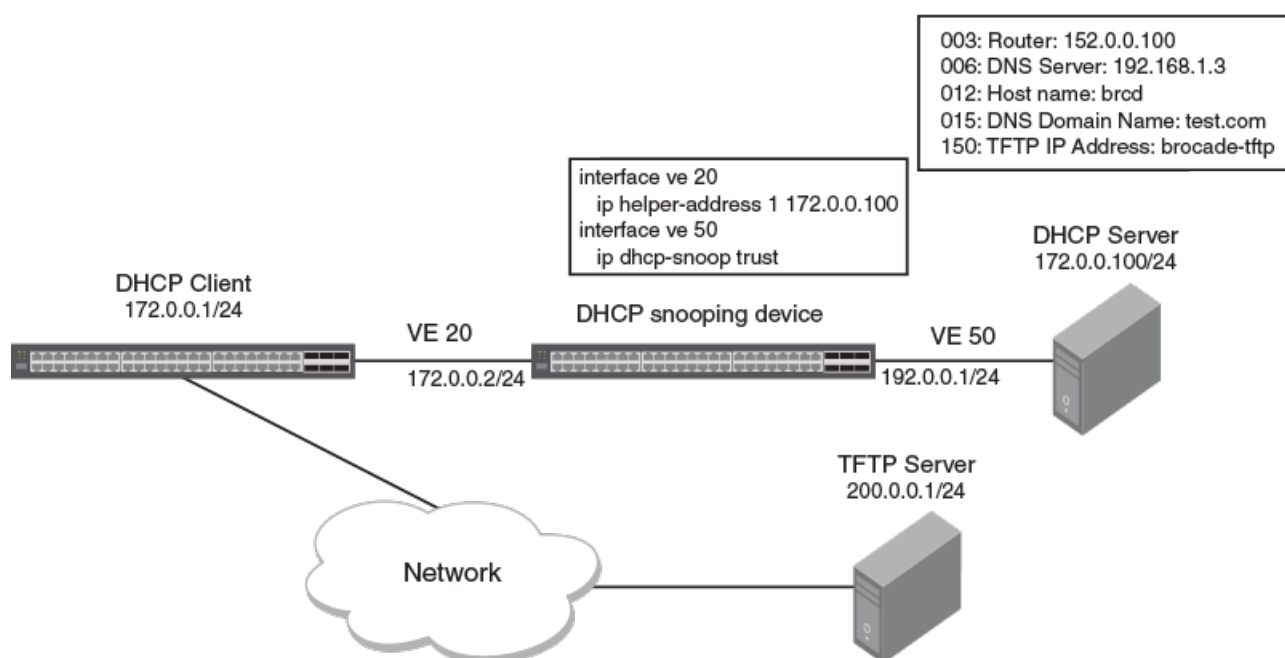 003: Router: 152.0.0.100
006: DNS Server: 192.168.1.3
012: Host name: brcd
015: DNS Domain Name: test.com
150: TFTP IP Address: brocade-tftp
interface ve 20
ip helper-address 1 172.0.0.100
interface ve 50
ip dhcp-snoop trust
DHCP Server
172.0.0.100/24
DHCP Client
172.0.0.1/24
DHCP snooping device
VE 20
172.0.0.2/24
VE 50
192.0.0.1/24
TFTP Server
200.0.0.1/24
Network